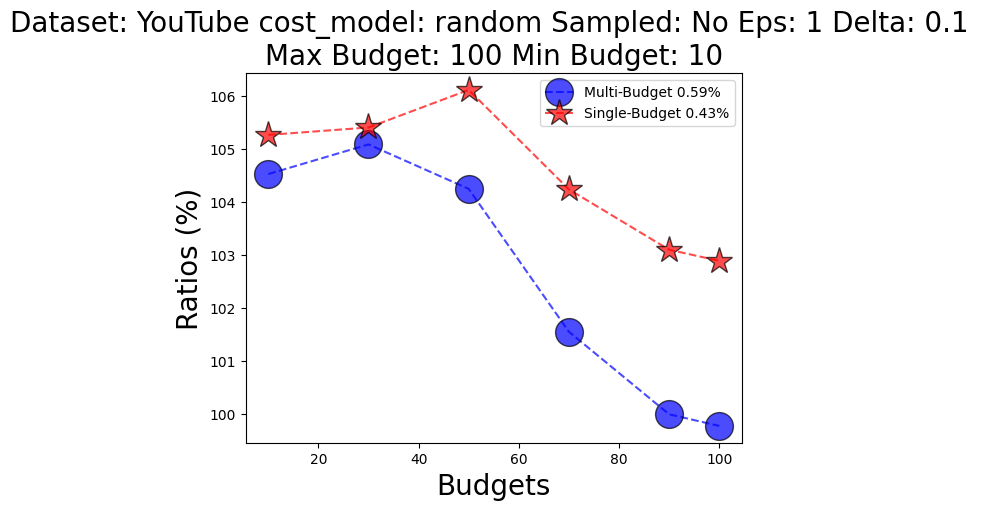 Dataset: YouTube cost_model: random Sampled: No Eps: 1 Delta: 0.1
Max Budget: 100 Min Budget: 10
Multi-Budget 0.59%
Single-Budget 0.43%
106
105
104
103
102
101
100
Ratios (%)
20 40 60 80 100
Budgets